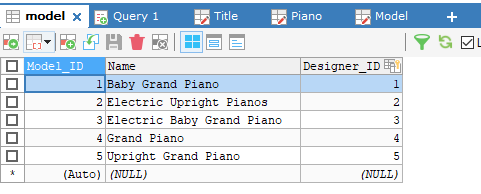 model Query 1 Title Piano Model
L
Model_ID Name Designer_ID
1 Baby Grand Piano 1
2 Electric Upright Pianos 2
3 Electric Baby Grand Piano 3
4 Grand Piano 4
5 Upright Grand Piano 5
* (Auto) (NULL) (NULL)